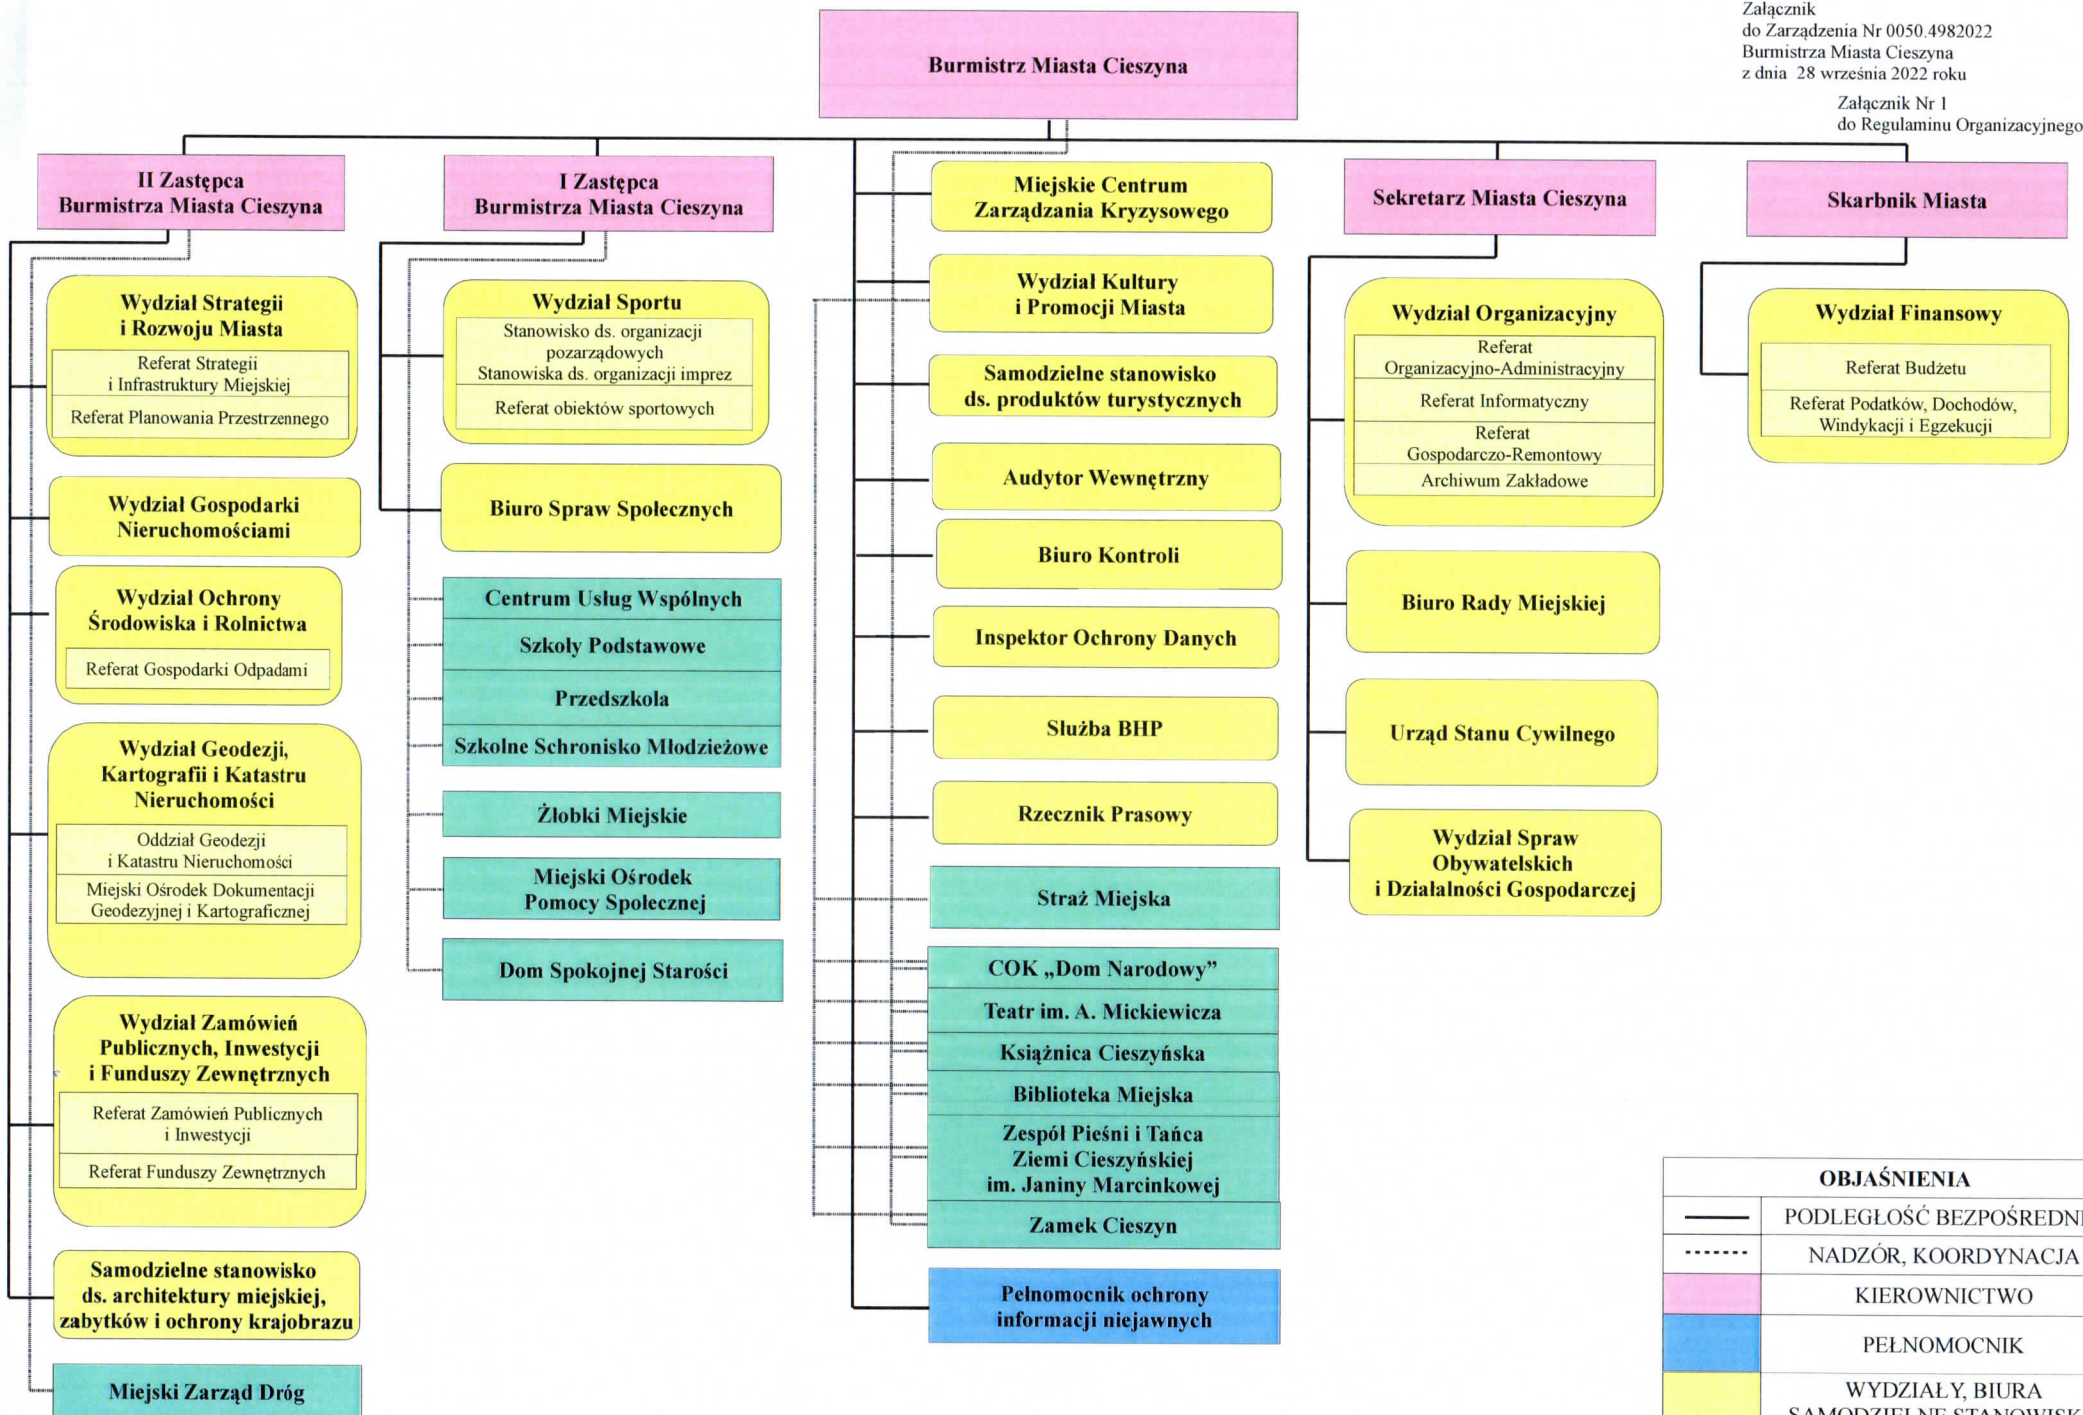 Załącznik
do Zarządzenia Nr 0050.4982022
Burmistrza Miasta Cieszyna
z dnia 28 września 2022 roku
Załącznik Nr 1
do Regulaminu Organizacyjnego
Burmistrz Miasta Cieszyna
II Zastępca
Burmistrza Miasta Cieszyna
Wydział Strategii
i Rozwoju Miasta
Referat Strategii
i Infrastruktury Miejskiej
Referat Planowania Przestrzennego
Wydział Gospodarki
Nieruchomościami
Wydział Ochrony
Środowiska i Rolnictwa
Referat Gospodarki Odpadami
Wydział Geodezji,
Kartografii i Katastru
Nieruchomości
Oddział Geodezji
i Katastru Nieruchomości
Miejski Ośrodek Dokumentacji
Geodezyjnej i Kartograficznej
Wydział Zamówień
Publicznych, Inwestycji
i Funduszy Zewnętrznych
Referat Zamówień Publicznych
i Inwestycji
Referat Funduszy Zewnętrznych
Samodzielne stanowisko
ds. architektury miejskiej,
zabytków i ochrony krajobrazu
Miejski Zarząd Dróg
I Zastępca
Burmistrza Miasta Cieszyna
Wydział Sportu
Stanowisko ds. organizacji
pozarządowych
Stanowiska ds. organizacji imprez
Referat obiektów sportowych
Biuro Spraw Społecznych
Centrum Usług Wspólnych
Szkoły Podstawowe
Przedszkola
Szkolne Schronisko Młodzieżowe
Żłobki Miejskie
Miejski Ośrodek
Pomocy Społecznej
Dom Spokojnej Starości
Miejskie Centrum
Zarządzania Kryzysowego
Wydział Kultury
i Promocji Miasta
Samodzielne stanowisko
ds. produktów turystycznych
Audytor Wewnętrzny
Biuro Kontroli
Inspektor Ochrony Danych
Służba BHP
Rzecznik Prasowy
Straż Miejska
COK „Dom Narodowy”
Teatr im. A. Mickiewicza
Książnica Cieszyńska
Biblioteka Miejska
Zespół Pieśni i Tańca
Ziemi Cieszyńskiej
im. Janiny Marcinkowej
Zamek Cieszyn
Pełnomocnik ochrony
informacji niejawnych
Sekretarz Miasta Cieszyna
Wydział Organizacyjny
Referat
Organizacyjno-Administracyjny
Referat Informatyczny
Referat
Gospodarczo-Remontowy
Archiwum Zakładowe
Biuro Rady Miejskiej
Urząd Stanu Cywilnego
Wydział Spraw
Obywatelskich
i Działalności Gospodarczej
Skarbnik Miasta
Wydział Finansowy
Referat Budżetu
Referat Podatków, Dochodów,
Windykacji i Egzekucji
OBJAŚNIENIA
PODLEGŁOŚĆ
NADZÓR, KOORDYNACJA
KIEROWNICTWO
PEŁNOMOCNIK
WYDZIAŁY, BIURA